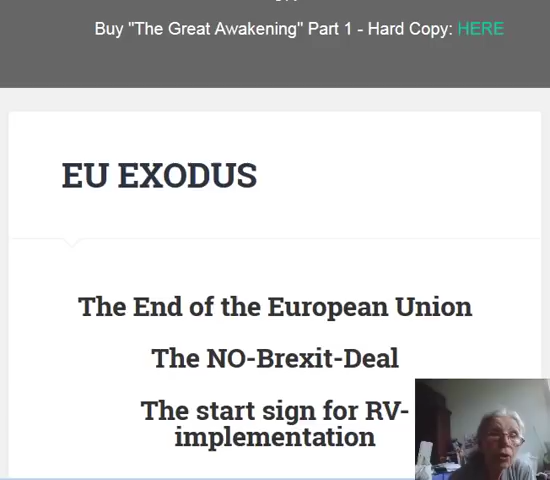 Buy "The Great Awakening" Part 1 - Hard Copy: HERE
EU EXODUS
The End of the European Union
The NO-Brexit-Deal
The start sign for RV-
implementation